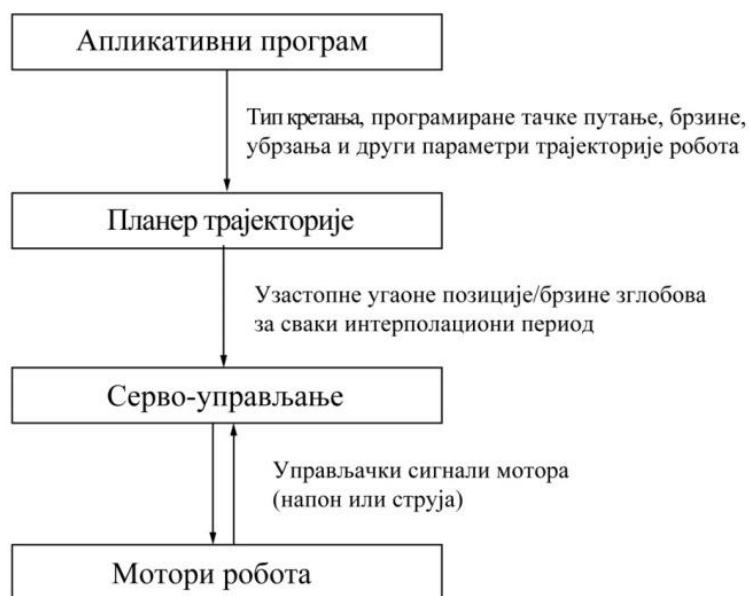 Апликативни програм
Тип кретања, програмиране тачке путање, брзине,
убрзања и други параметри трајекторије робота
Планер трајекторије
Узастопне угаоне позиције/брзине зглобова
за сваки интерполациони период
Серво-управљање
Управљачки сигнали мотора
(напон или струја)
Мотори робота